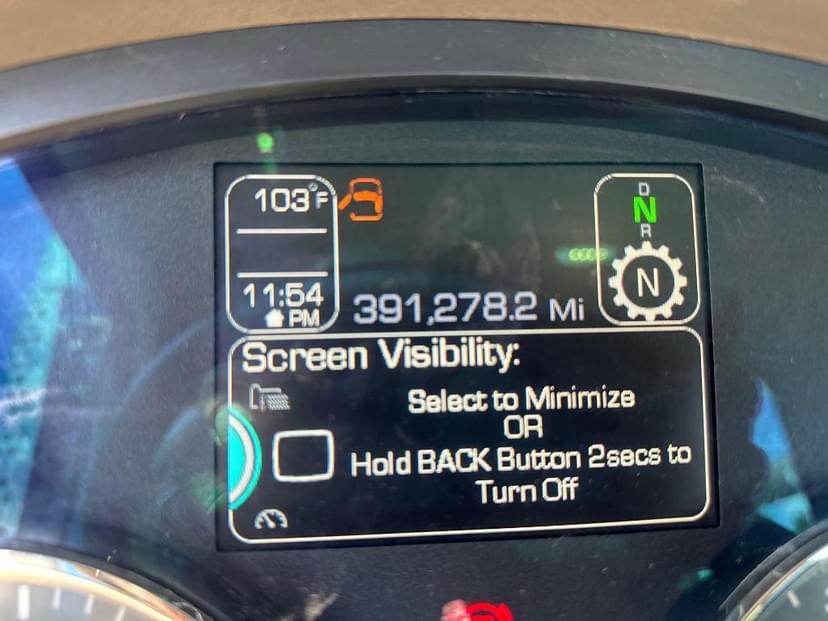 103°F
D
N
R
N
11:54
PM
391,278.2 Mi
Screen Visibility:
Select to Minimize
OR
Hold BACK Button 2secs to
Turn Off